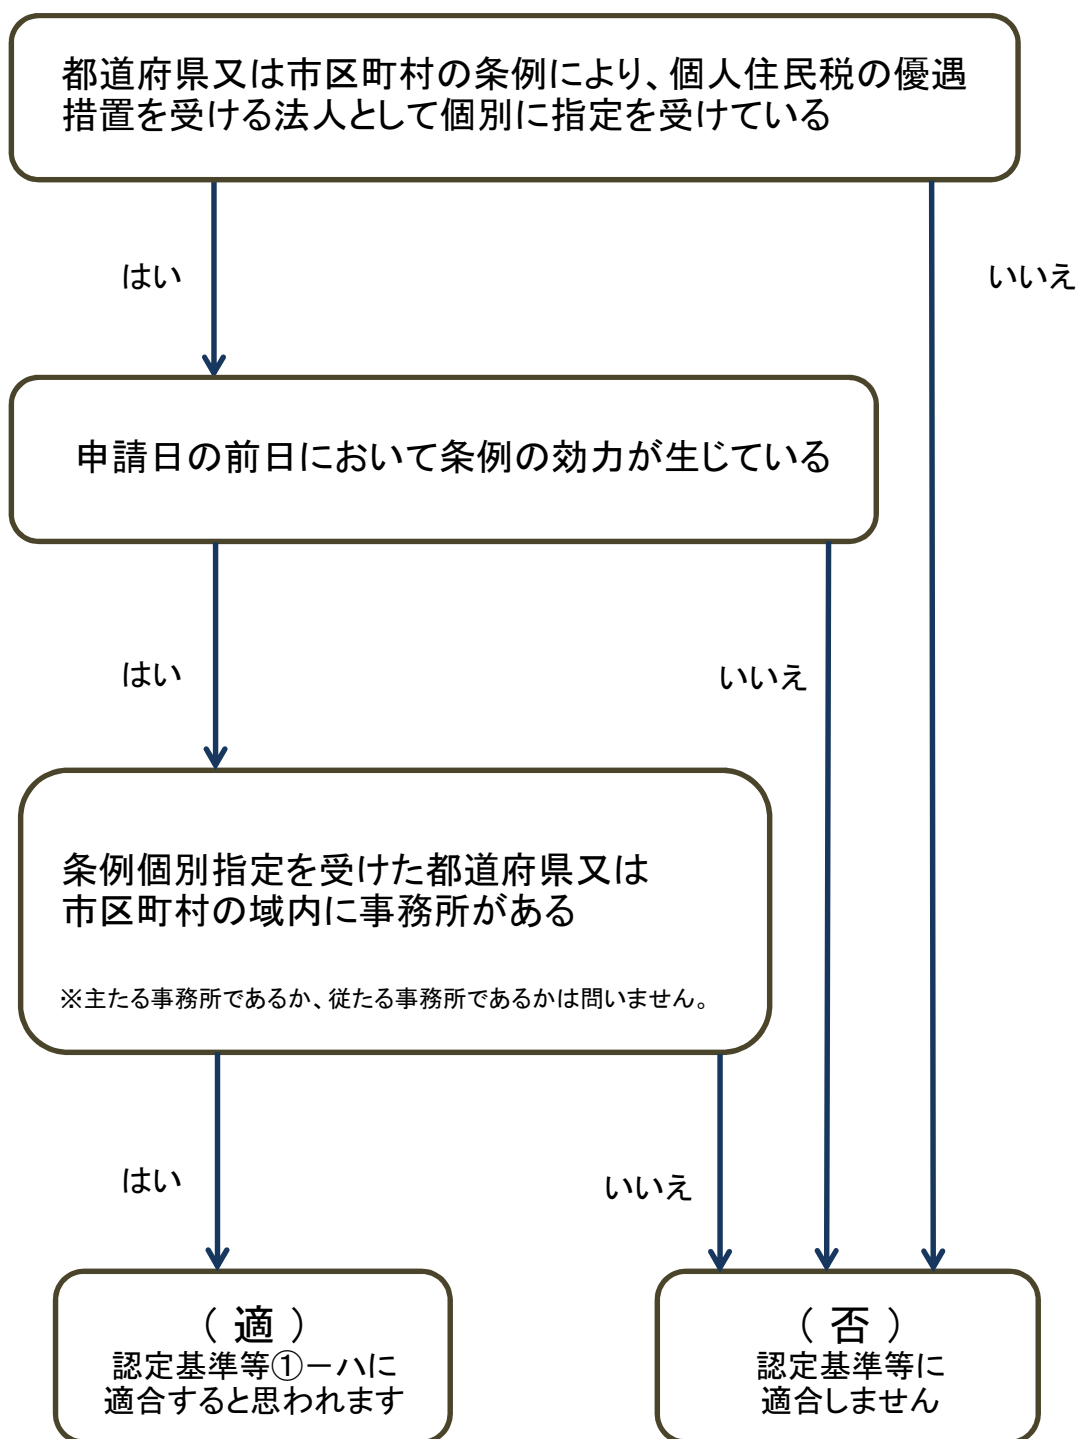 都道府県又は市区町村の条例により、個人住民税の優遇
措置を受ける法人として個別に指定を受けている
はい
いいえ
申請日の前日において条例の効力が生じている
はい
いいえ
条例個別指定を受けた都道府県又は
市区町村の域内に事務所がある
※主たる事務所であるか、従たる事務所であるかは問いません。
はい
いいえ
（ 適 ）
認定基準等①－ハに
適合すると思われます
（ 否 ）
認定基準等に
適合しません